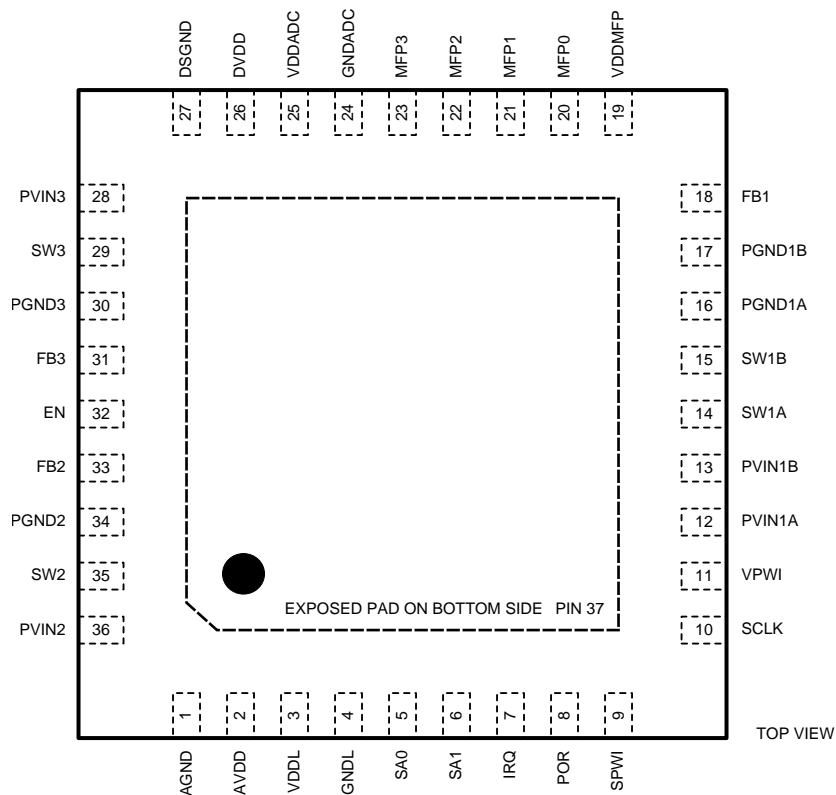 DSGND
DVDD
VDDADC
GNDADC
MFP3
MFP2
MFP1
MFP0
VDDMFP
27
26
25
24
23
22
21
20
19
PVIN3 28
SW3 29
PGND3 30
FB3 31
EN 32
FB2 33
PGND2 34
SW2 35
PVIN2 36
18 FB1
17 PGND1B
16 PGND1A
15 SW1B
14 SW1A
13 PVIN1B
12 PVIN1A
11 VPWI
10 SCLK
EXPOSED PAD ON BOTTOM SIDE PIN 37
1
2
3
4
5
6
7
8
9
AGND
AVDD
VDDL
GNDL
SA0
SA1
IRQ
POR
SPWI
TOP VIEW